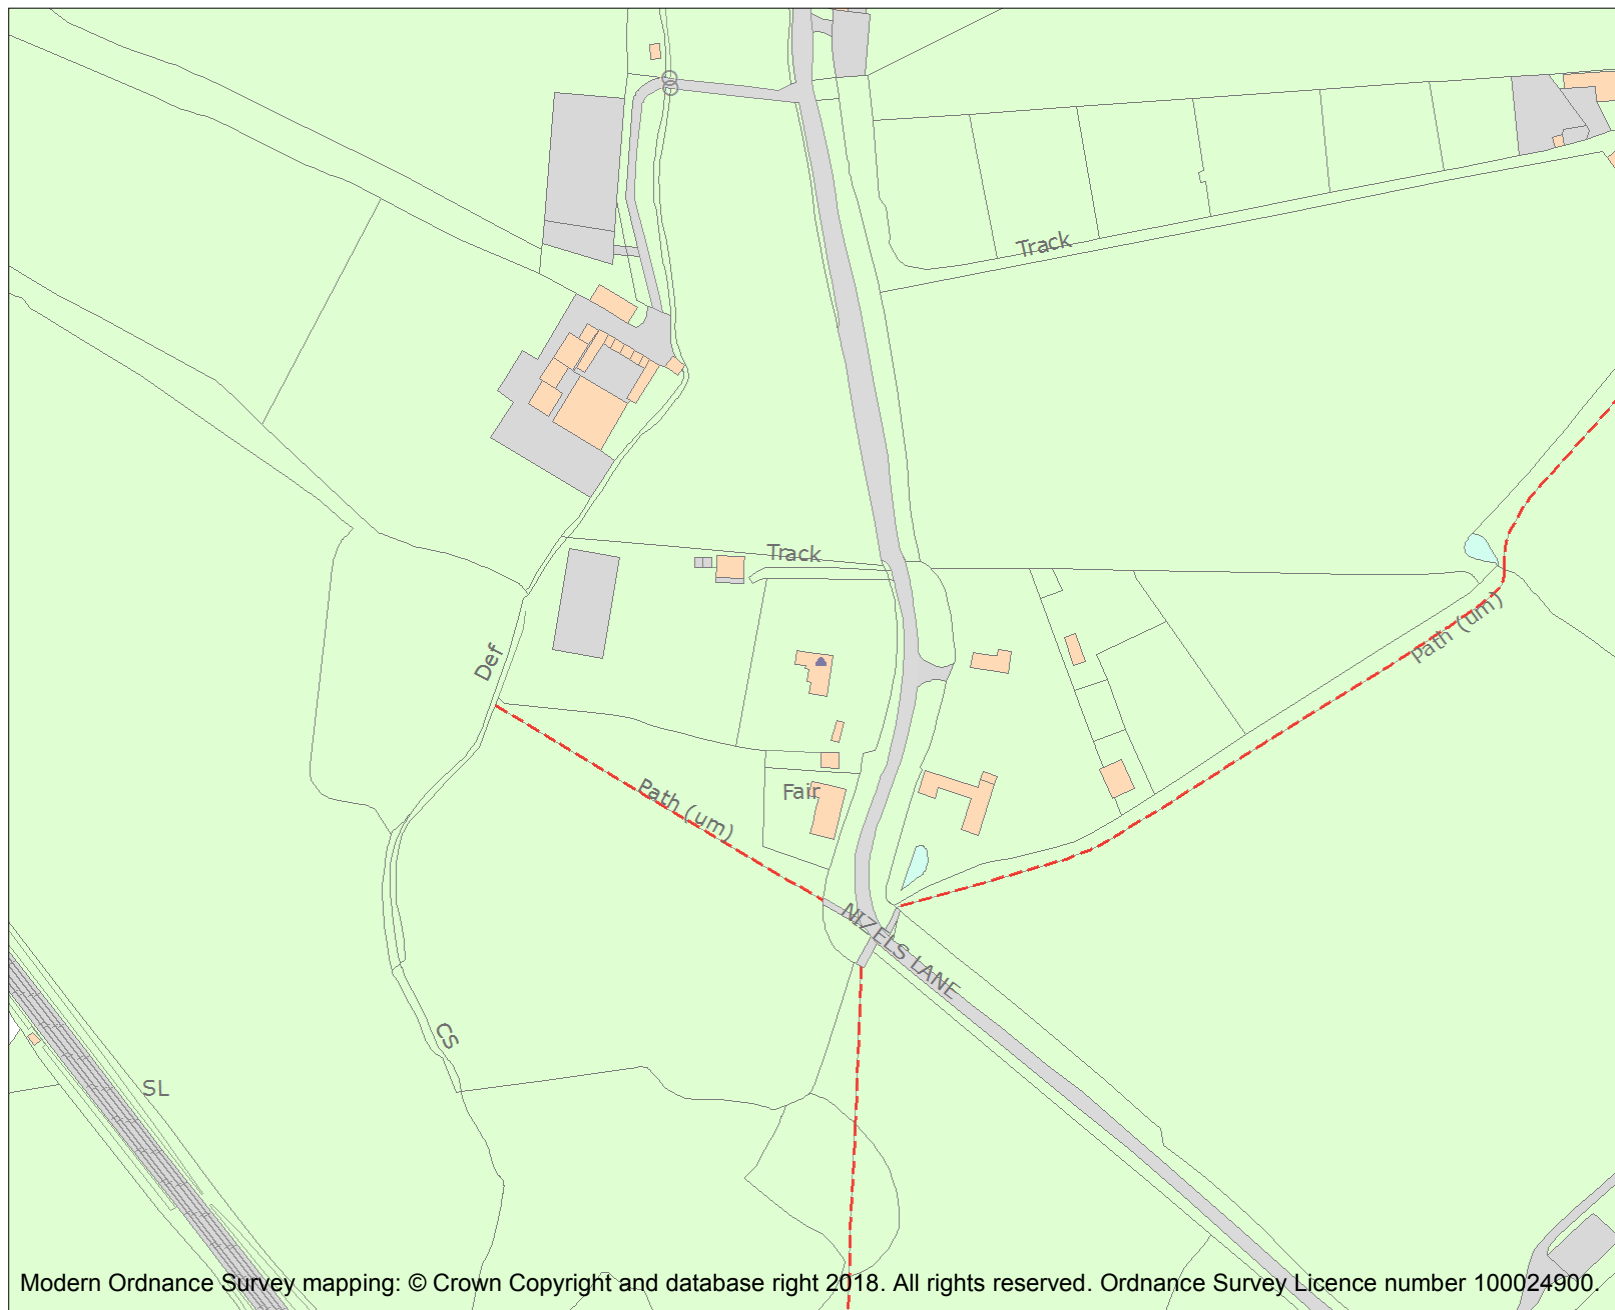 Track
Track
Path (um)
Def
Path (um)
Fair
NIZELS LANE
CS
SL
Modern Ordnance Survey mapping: © Crown Copyright and database right 2018. All rights reserved. Ordnance Survey Licence number 100024900.